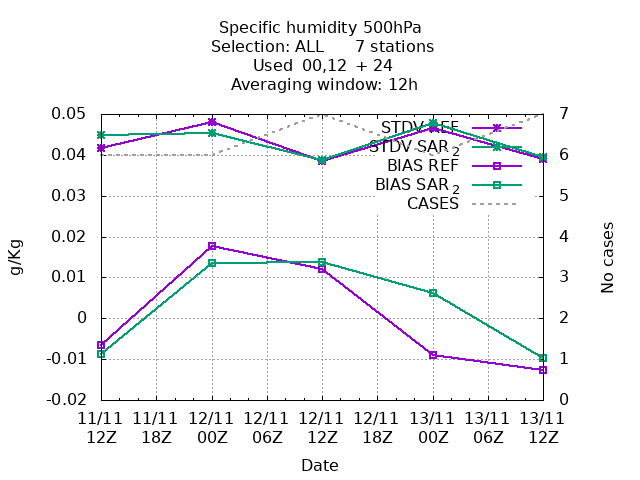 Specific humidity 500hPa
Selection: ALL 7 stations
Used 00,12 + 24
Averaging window: 12h
0.05
0.04
0.03
0.02
0.01
0
-0.01
-0.02
g/Kg
7
6
5
4
3
2
1
0
No cases
STDV REF
STDV SAR 2
BIAS REF
BIAS SAR 2
CASES
11/11 11/11 12/11 12/11 12/11 12/11 13/11 13/11 13/11
12Z 18Z 00Z 06Z 12Z 18Z 00Z 06Z 12Z
Date